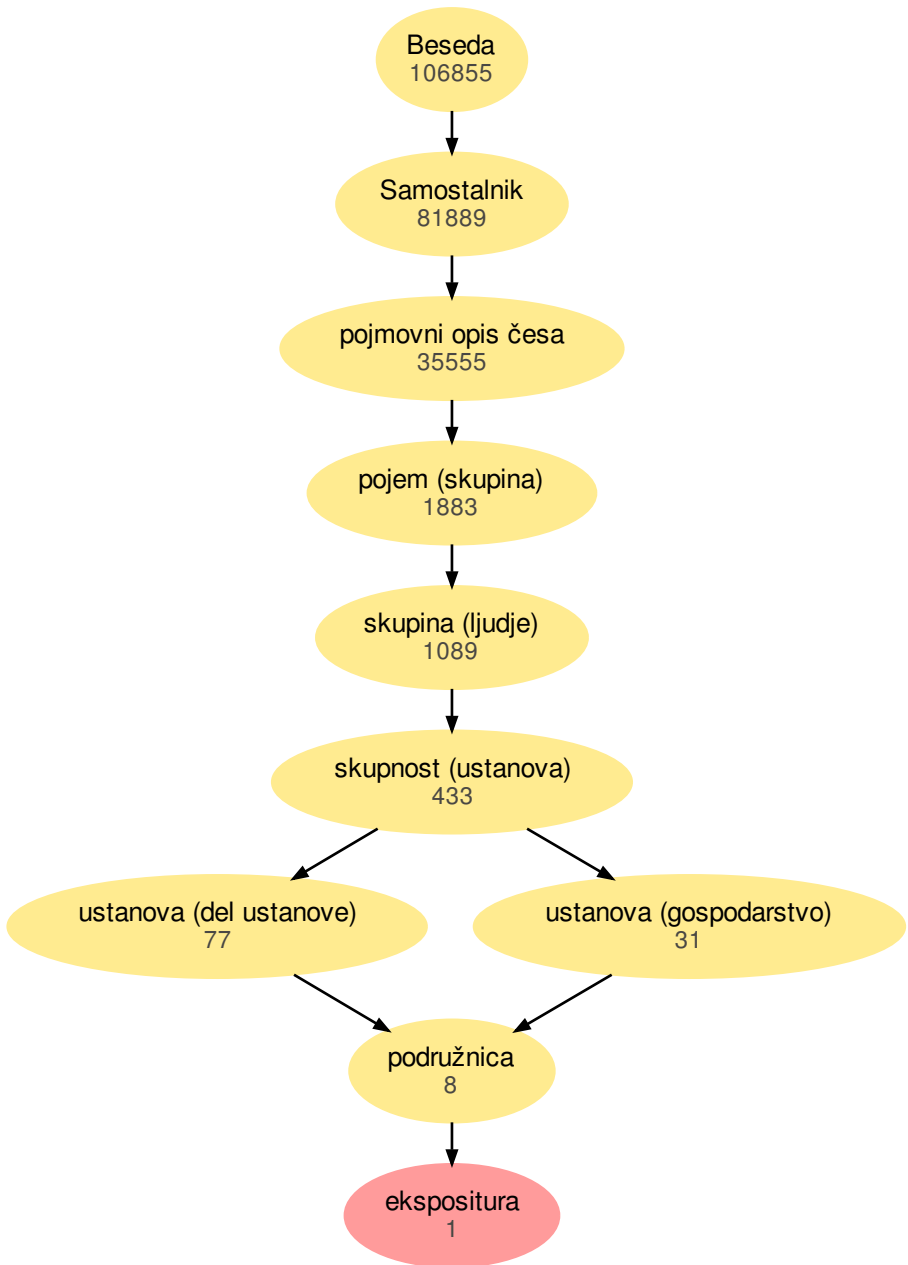 Beseda
106855
Samostalnik
81889
pojmovni opis česa
35555
pojem (skupina)
1883
skupina (ljudje)
1089
skupnost (ustanova)
433
ustanova (del ustanove)
77
ustanova (gospodarstvo)
31
podružnica
8
ekspositura
1